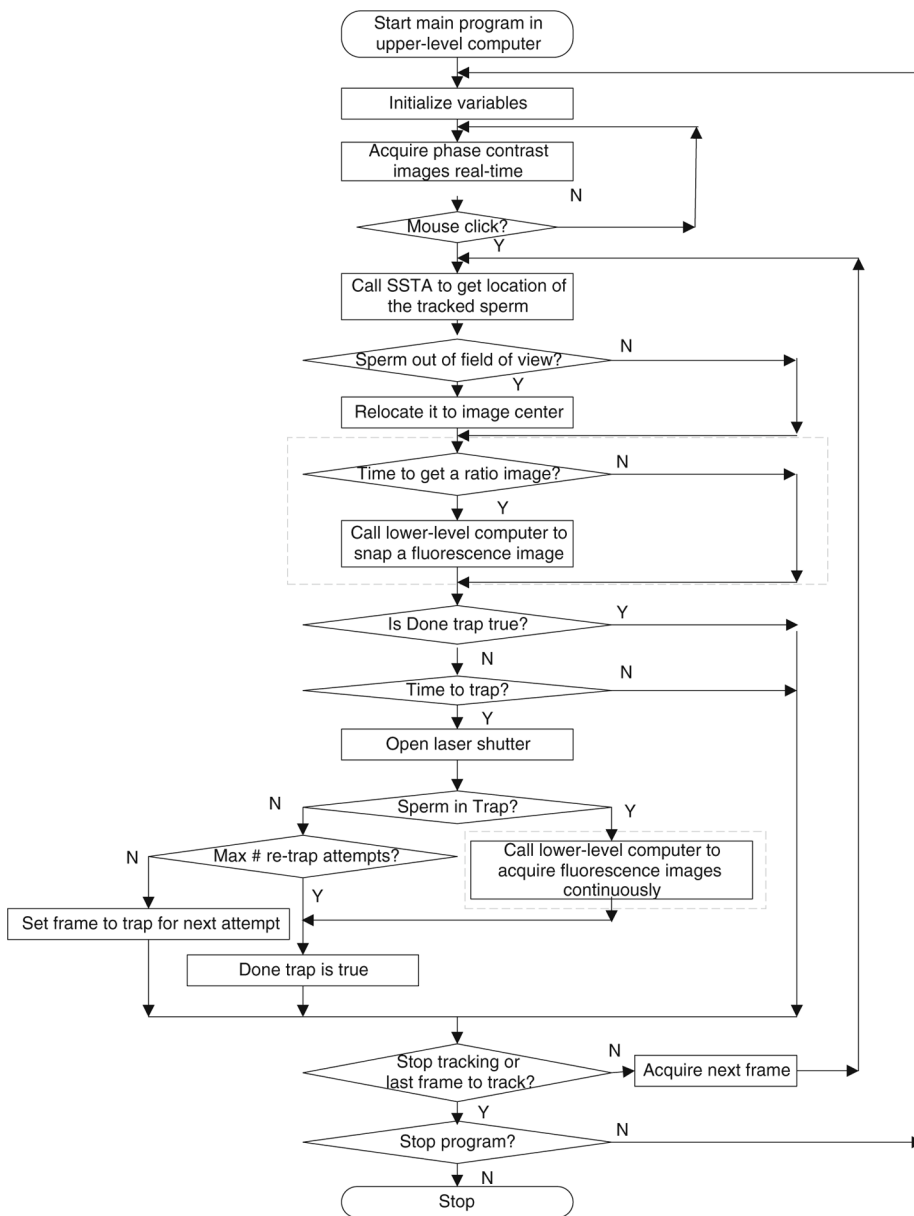 Start main program in
upper-level computer
Initialize variables
Acquire phase contrast
images real-time
N
Mouse click?
Y
Call SSTA to get location of
the tracked sperm
Sperm out of field of view?
N
Y
Relocate it to image center
Time to get a ratio image?
N
Y
Call lower-level computer to
snap a fluorescence image
Is Done trap true?
Y
N
Time to trap?
N
Y
Open laser shutter
N
Sperm in Trap?
Y
N
Max # re-trap attempts?
Call lower-level computer to
acquire fluorescence images
continuously
Y
Set frame to trap for next attempt
Done trap is true
Stop tracking or
last frame to track?
N
Acquire next frame
Y
Stop program?
N
N
Stop